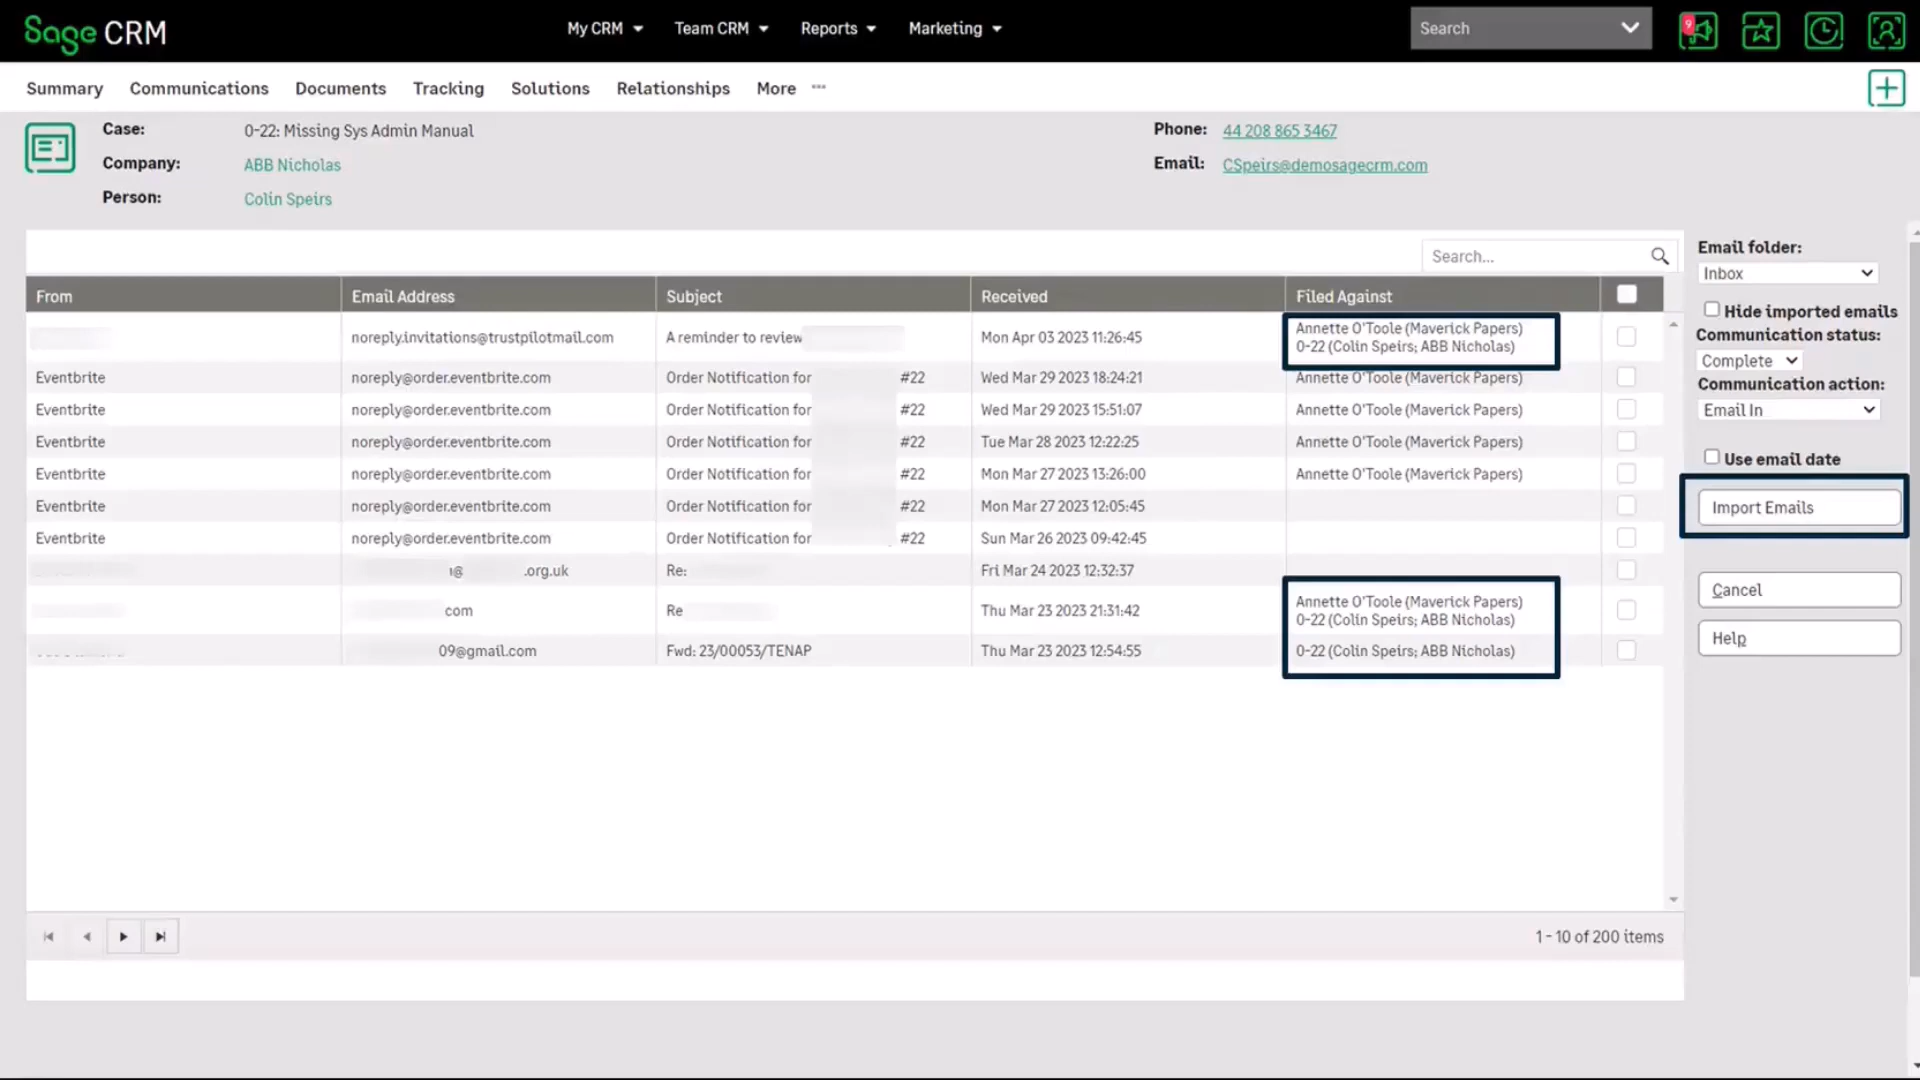 Sage CRM
My CRM Team CRM Reports Marketing
Search
9
Summary Communications Documents Tracking Solutions Relationships More
Case: 0-22: Missing Sys Admin Manual
Company: ABB Nicholas
Person: Colin Speirs
Phone: 44 208 865 3467
Email: CSpeirs@demosagecrm.com
Search...
From Email Address Subject Received Filed Against
noreply.invitations@trustpilotmail.com A reminder to review Mon Apr 03 2023 11:26:45 Annette O'Toole (Maverick Papers)
0-22 (Colin Speirs; ABB Nicholas)
Eventbrite noreply@order.eventbrite.com Order Notification for #22 Wed Mar 29 2023 18:24:21 Annette O'Toole (Maverick Papers)
Eventbrite noreply@order.eventbrite.com Order Notification for #22 Wed Mar 29 2023 15:51:07 Annette O'Toole (Maverick Papers)
Eventbrite noreply@order.eventbrite.com Order Notification for #22 Tue Mar 28 2023 12:22:25 Annette O'Toole (Maverick Papers)
Eventbrite noreply@order.eventbrite.com Order Notification for #22 Mon Mar 27 2023 13:26:00 Annette O'Toole (Maverick Papers)
Eventbrite noreply@order.eventbrite.com Order Notification for #22 Mon Mar 27 2023 12:05:45
Eventbrite noreply@order.eventbrite.com Order Notification for #22 Sun Mar 26 2023 09:42:45
@ .org.uk Re: Fri Mar 24 2023 12:32:37
com Re Thu Mar 23 2023 21:31:42 Annette O'Toole (Maverick Papers)
0-22 (Colin Speirs; ABB Nicholas)
09@gmail.com Fwd: 23/00053/TENAP Thu Mar 23 2023 12:54:55 0-22 (Colin Speirs; ABB Nicholas)
1 - 10 of 200 items
Email folder:
Inbox
Hide imported emails
Communication status:
Complete
Communication action:
Email In
Use email date
Import Emails
Cancel
Help